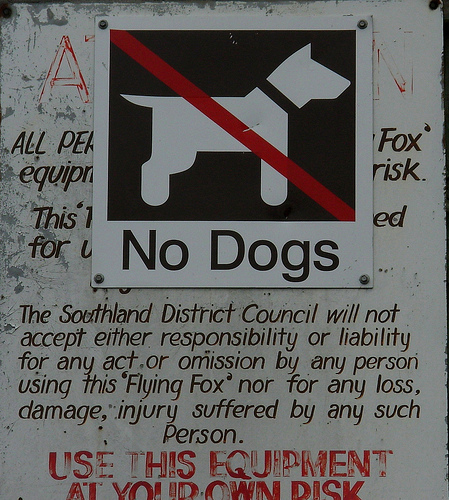 ALL
Fox'
risk.
This
ed
for
No Dogs
The Southland District Council will not
accept either responsibility or liability
for any act or omission by any person
using this 'Flying Fox' nor for any loss,
damage, injury suffered by any such
Person.
USE THIS EQUIPMENT
AT YOUR OWN RISK